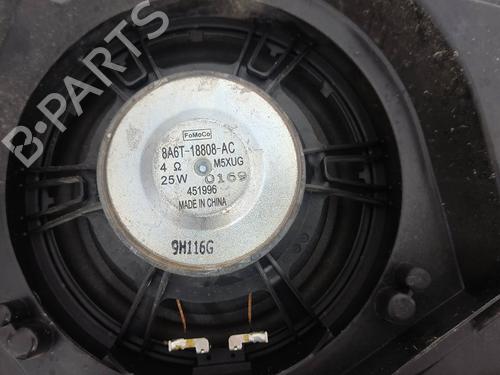 B-PARTS
FoMoCo
8A6T-18808-AC
4 Ω M5XUG
25W 0169
451996
MADE IN CHINA
9H116G